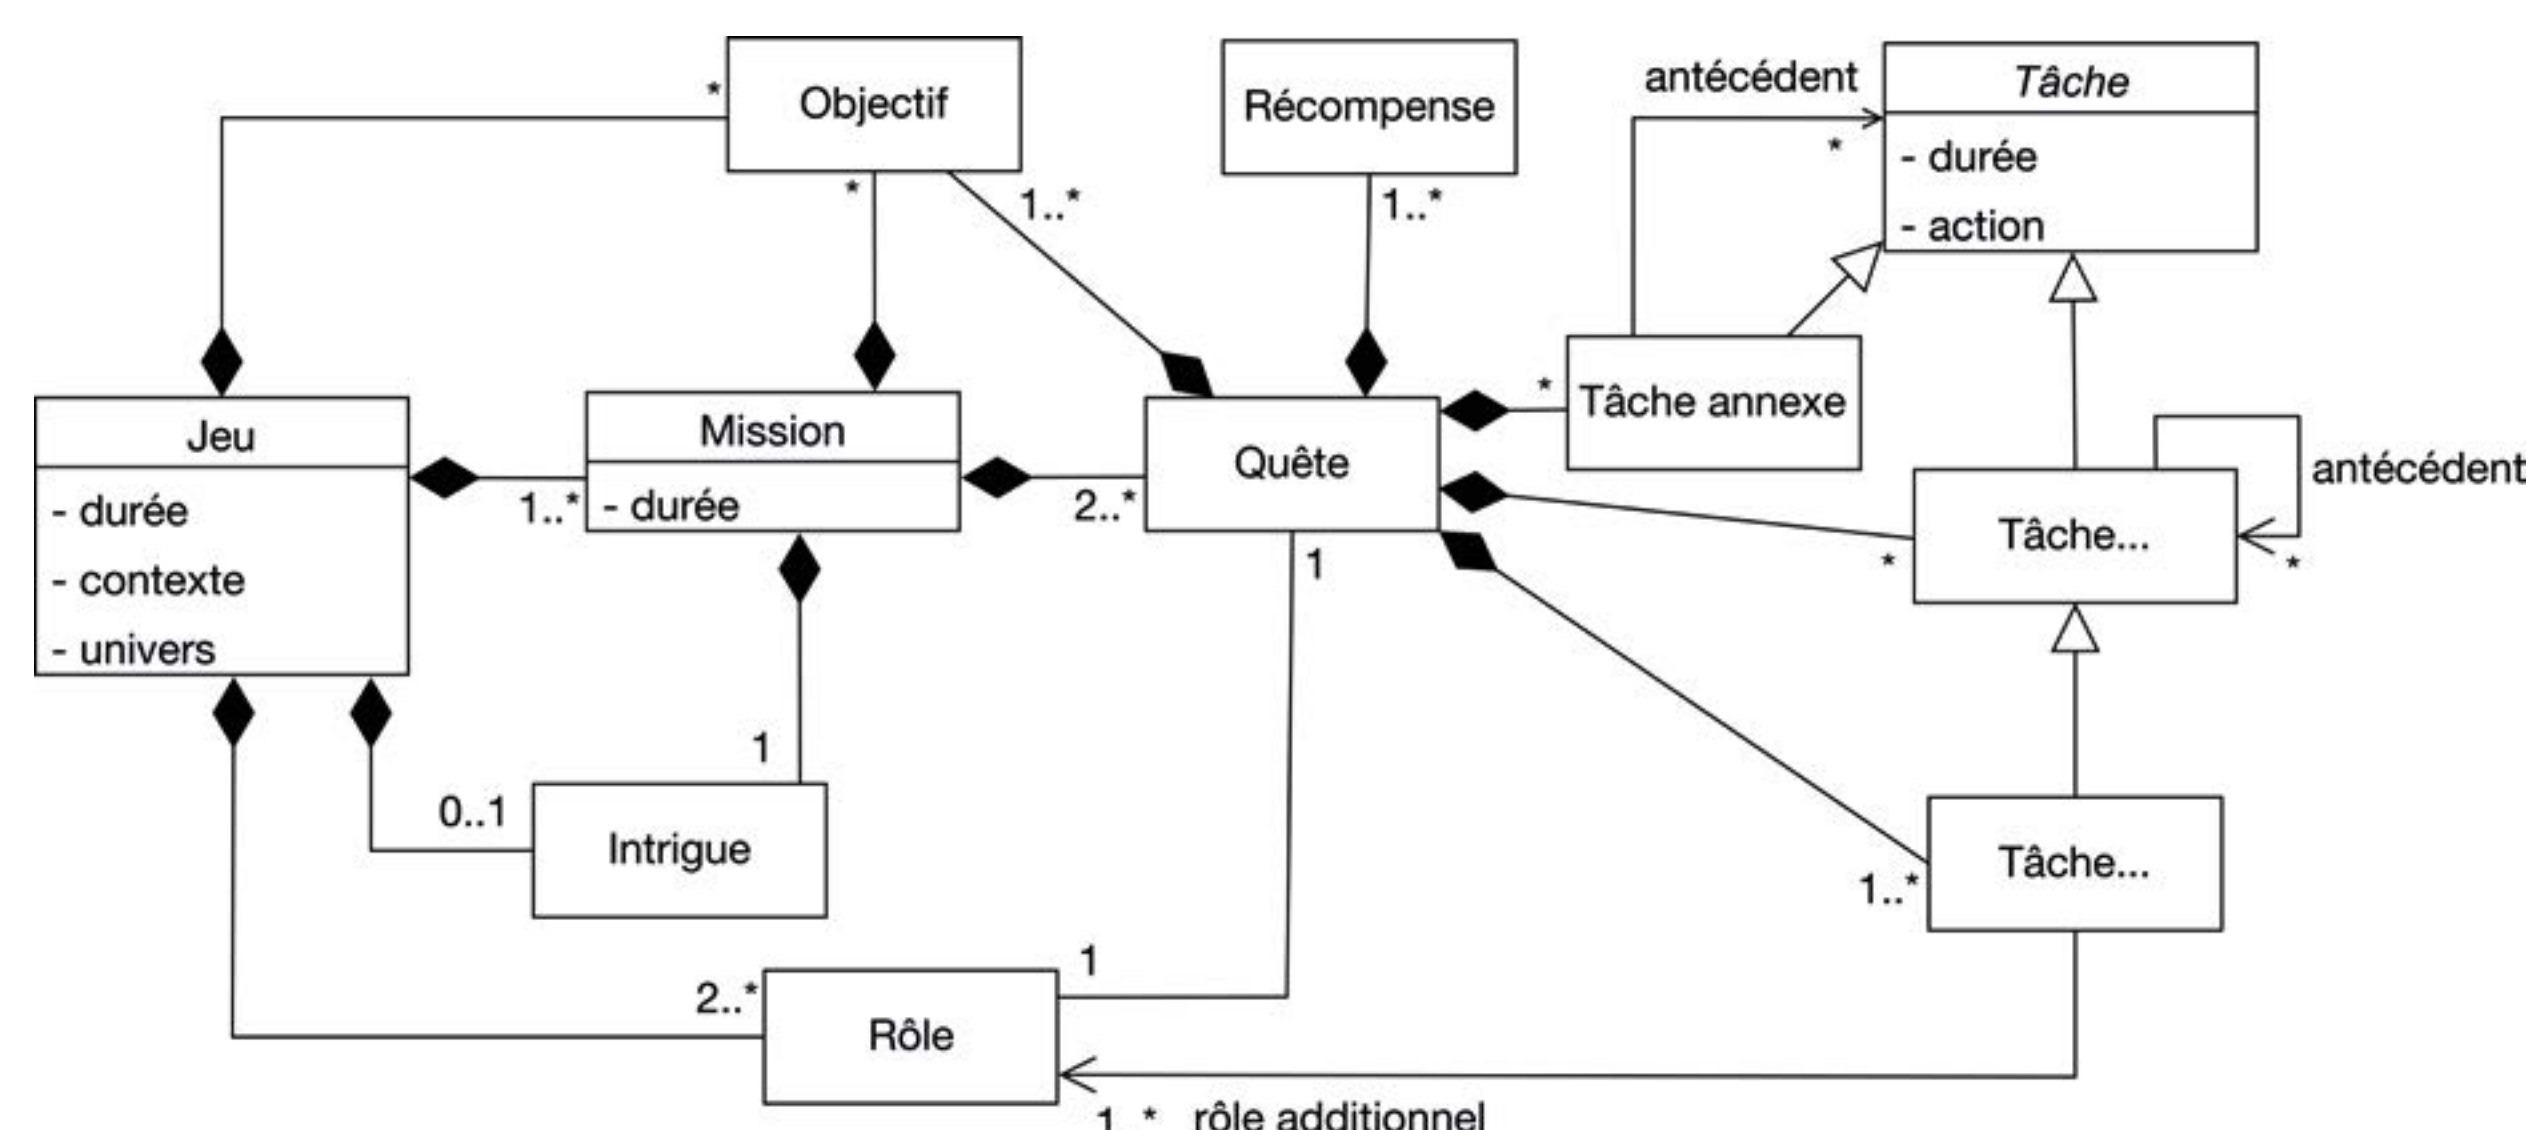 Objectif
*
*
1..*
Récompense
1..*
antécédent
*
Tâche
- durée
- action
Jeu
- durée
- contexte
- univers
1..*
Mission
- durée
2..*
Quête
1
*
Tâche annexe
*
Tâche...
antécédent
*
1
0..1
Intrigue
1..*
Tâche...
2..*
Rôle
1
1..* rôle additionnel